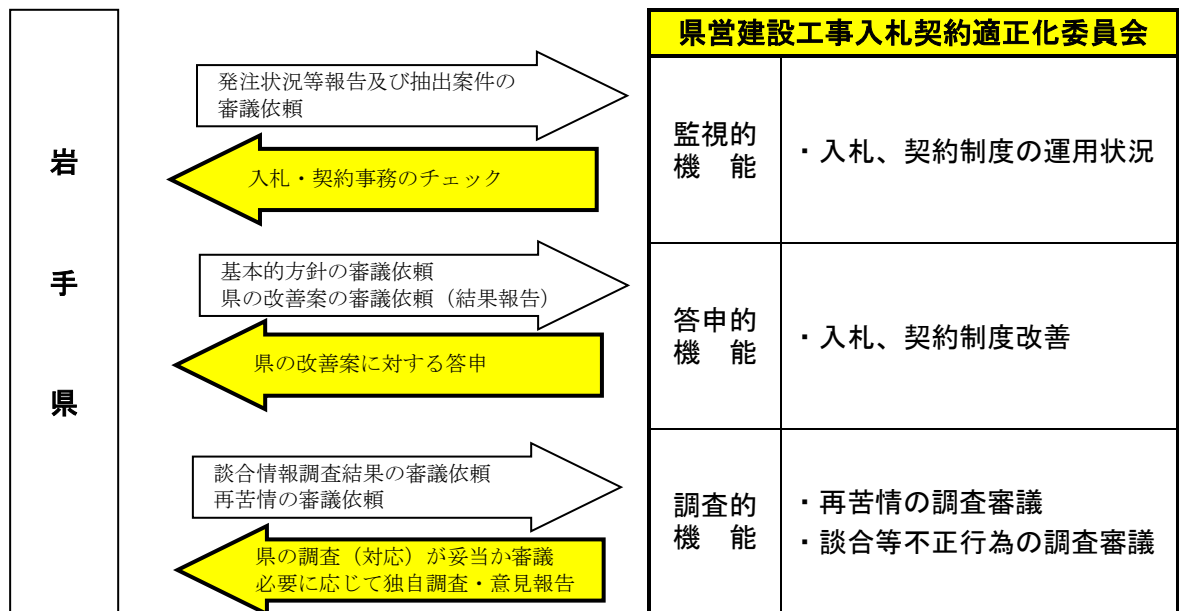 岩手県
県営建設工事入札契約適正化委員会
発注状況等報告及び抽出案件の
審議依頼
入札・契約事務のチェック
監視的
機　能
・入札、契約制度の運用状況
基本的方針の審議依頼
県の改善案の審議依頼（結果報告）
県の改善案に対する答申
答申的
機　能
・入札、契約制度改善
談合情報調査結果の審議依頼
再苦情の審議依頼
県の調査（対応）が妥当か審議
必要に応じて独自調査・意見報告
調査的
機　能
・再苦情の調査審議
・談合等不正行為の調査審議